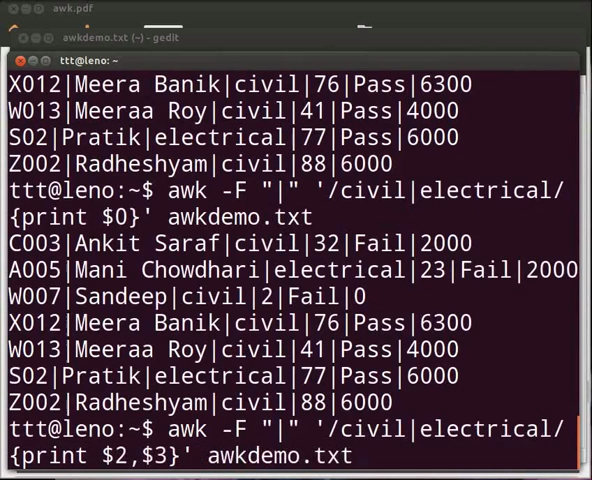 awk.pdf
awkdemo.txt (~) - gedit
ttt@leno: ~
X012|Meera Banik|civil|76|Pass|6300
W013|Meeraa Roy|civil|41|Pass|4000
S02|Pratik|electrical|77|Pass|6000
Z002|Radheshyam|civil|88|6000
ttt@leno:~$ awk -F "|" '/civil|electrical/
{print $0}' awkdemo.txt
C003|Ankit Saraf|civil|32|Fail|2000
A005|Mani Chowdhari|electrical|23|Fail|2000
W007|Sandeep|civil|2|Fail|0
X012|Meera Banik|civil|76|Pass|6300
W013|Meeraa Roy|civil|41|Pass|4000
S02|Pratik|electrical|77|Pass|6000
Z002|Radheshyam|civil|88|6000
ttt@leno:~$ awk -F "|" '/civil|electrical/
{print $2,$3}' awkdemo.txt